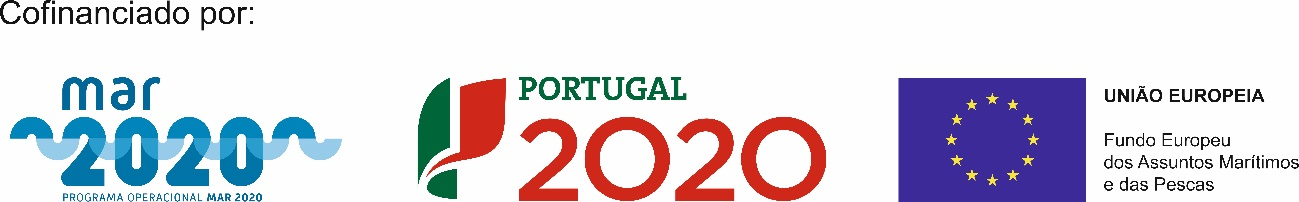 Cofinanciado por:
mar
2020
PROGRAMA OPERACIONAL MAR 2020
PORTUGAL
2020
UNIÃO EUROPEIA
Fundo Europeu
dos Assuntos Marítimos
e das Pescas